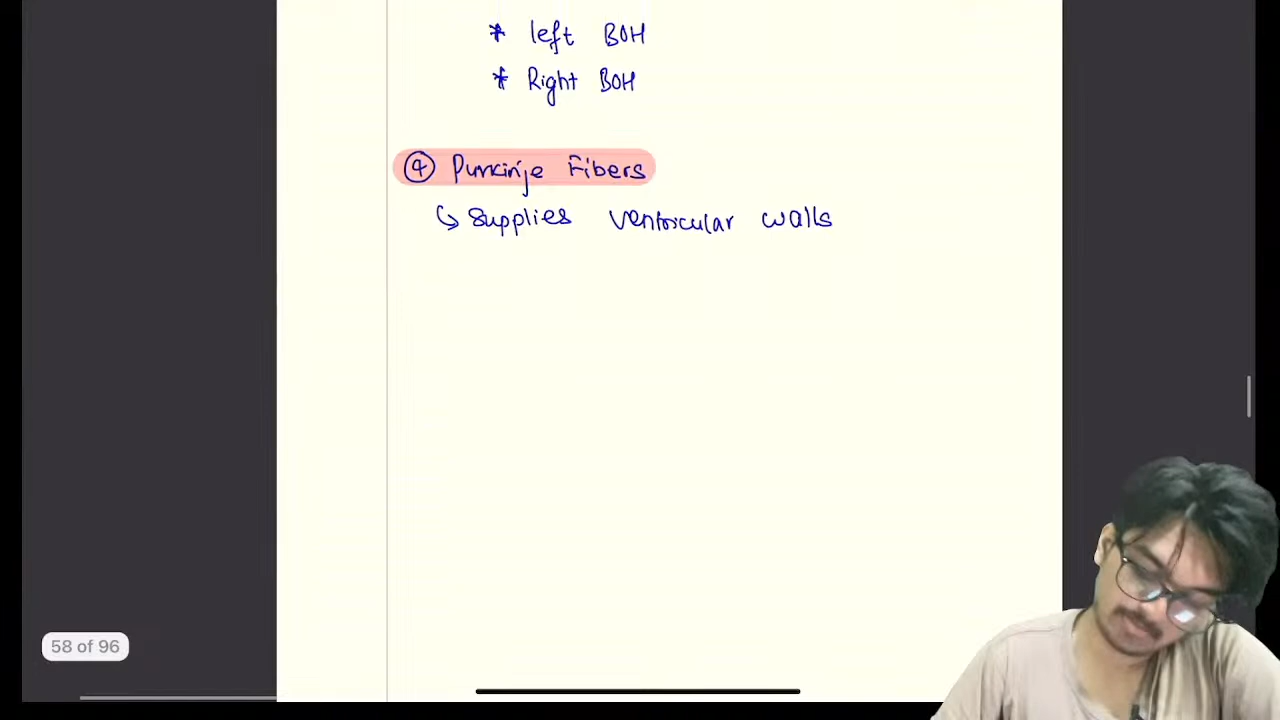 * left BOH
* Right BOH
④ Purkinje Fibers
↳ Supplies ventricular walls
58 of 96